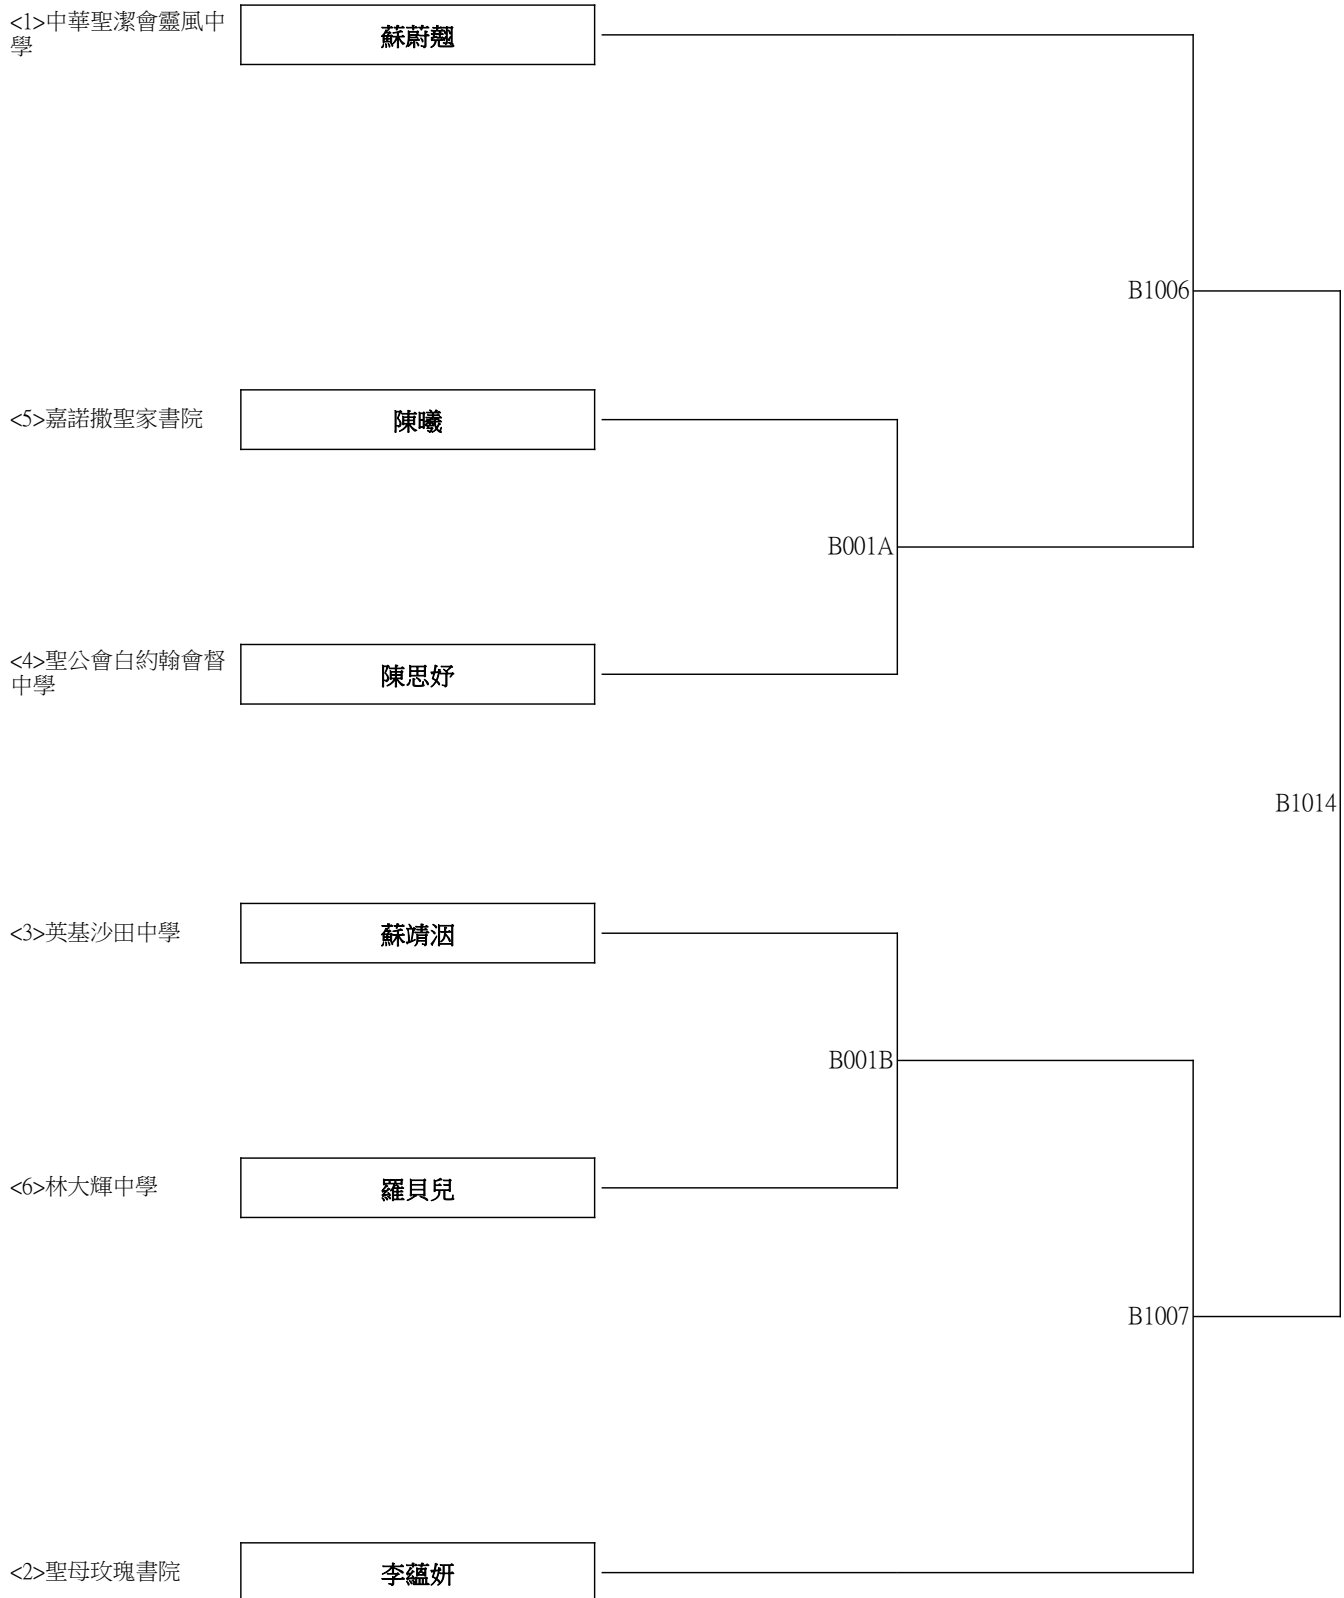 <1>中華聖潔會靈風中
學
蘇蔚翹
B1006
<5>嘉諾撒聖家書院
陳曦
B001A
<4>聖公會白約翰會督
中學
陳思妤
B1014
<3>英基沙田中學
蘇靖洇
B001B
<6>林大輝中學
羅貝兒
B1007
<2>聖母玫瑰書院
李蘊妍